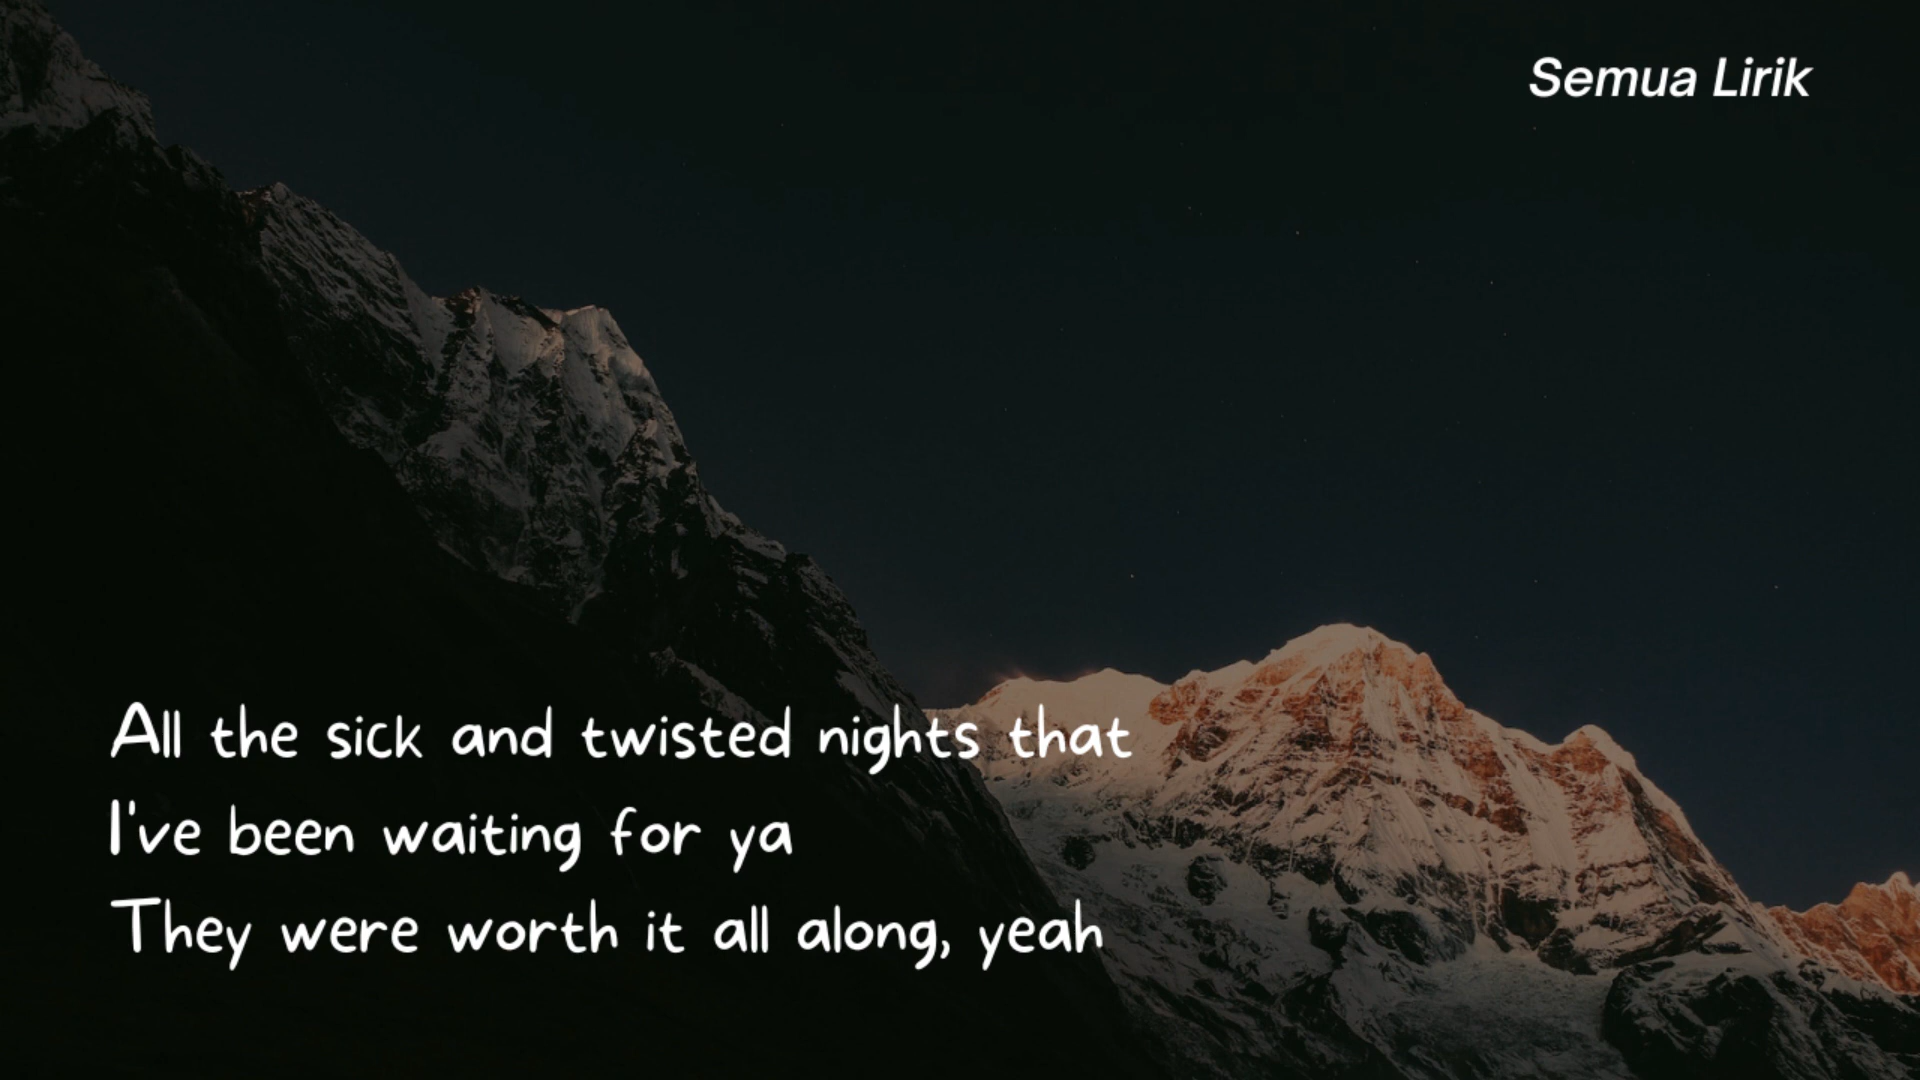 Semua Lirik
All the sick and twisted nights that
I've been waiting for ya
They were worth it all along, yeah